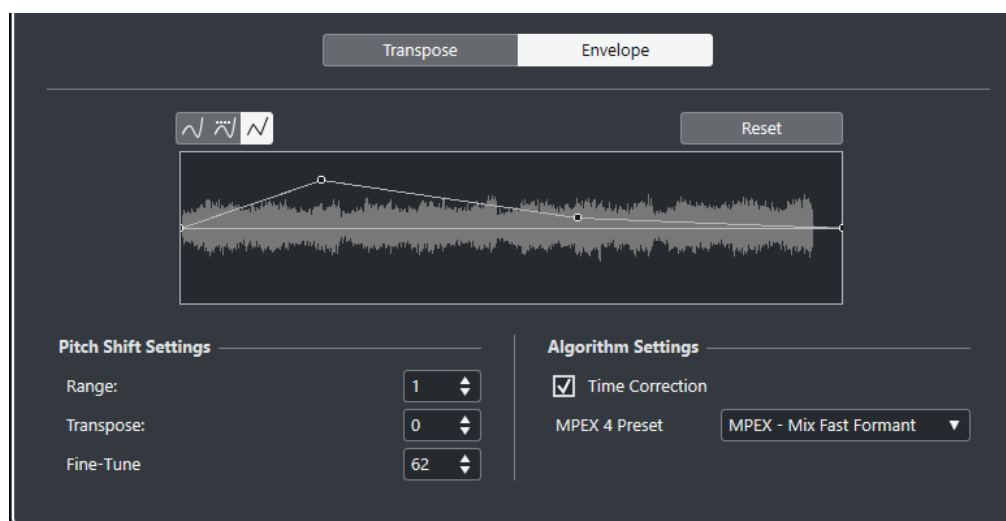 Transpose Envelope
Reset
Pitch Shift Settings
Range: 1
Transpose: 0
Fine-Tune 62
Algorithm Settings
Time Correction
MPEX 4 Preset MPEX - Mix Fast Formant